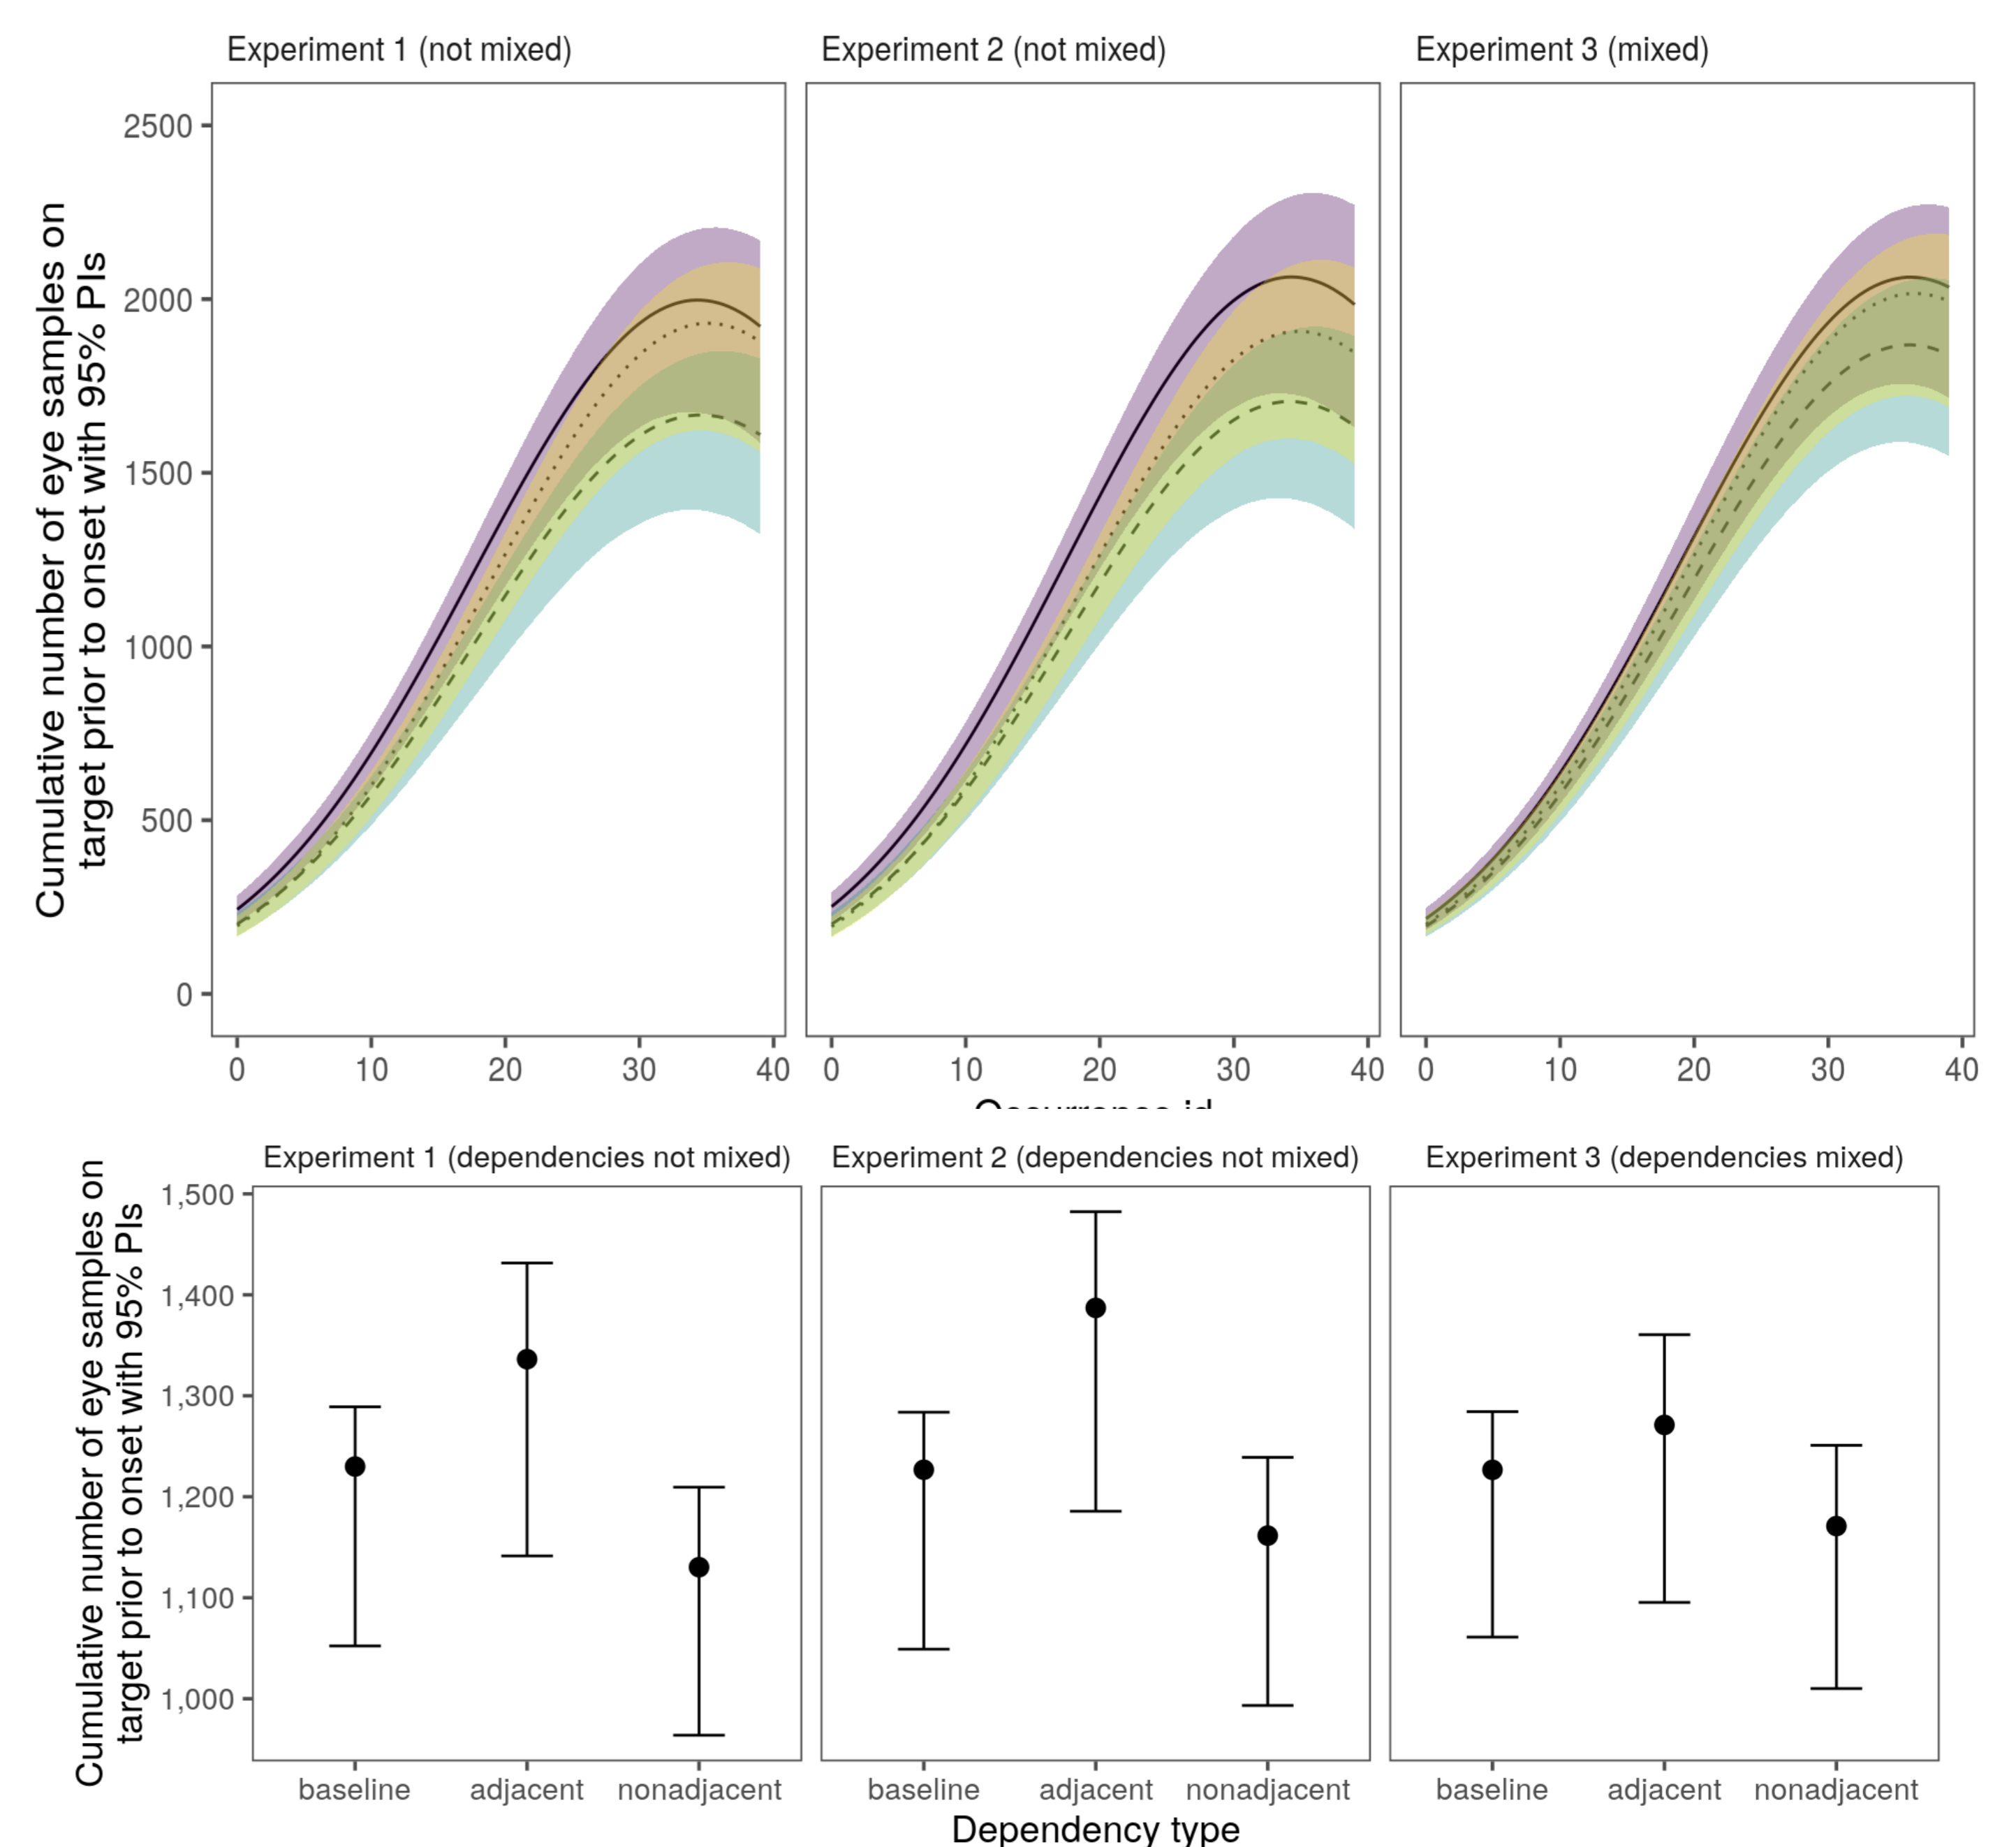 Experiment 1 (not mixed) Experiment 2 (not mixed) Experiment 3 (mixed)
Cumulative number of eye samples on
target prior to onset with 95% PIs
2500
2000
1500
1000
500
0
0 10 20 30 40 0 10 20 30 40 0 10 20 30 40
Experiment 1 (dependencies not mixed) Experiment 2 (dependencies not mixed) Experiment 3 (dependencies mixed)
Cumulative number of eye samples on
target prior to onset with 95% PIs
1,500
1,400
1,300
1,200
1,100
1,000
baseline adjacent nonadjacent baseline adjacent nonadjacent baseline adjacent nonadjacent
Dependency type